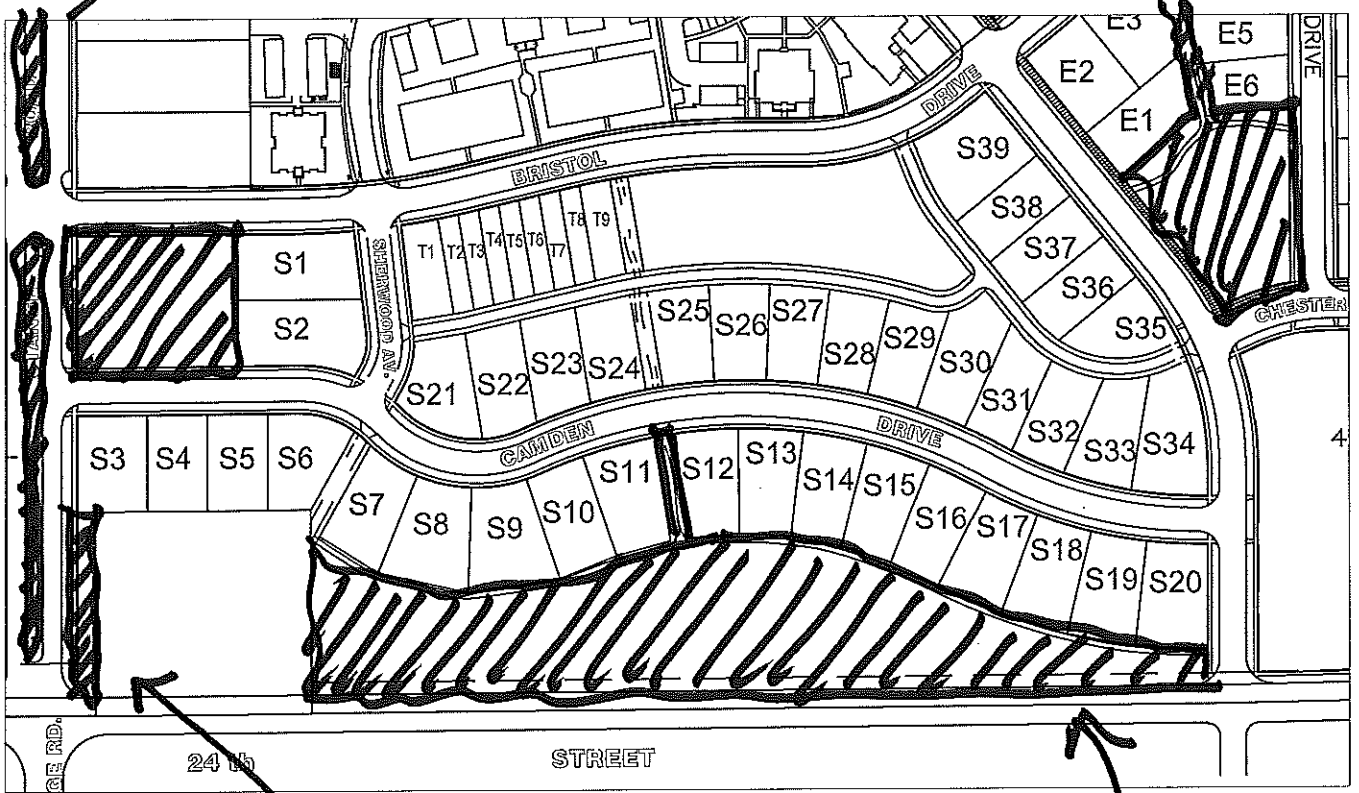 E3
E5
DRIVE
E2
E6
E1
DRIVE
S39
BRISTOL
S38
T8 T9
S37
T1 T2 T3 T4 T5 T6 T7
SHERWOOD AV.
S1
S36
S25 S26 S27
CHESTER
S2
S35
S28 S29
S23 S24
S30
S21 S22
S31
S32
CAMDEN
DRIVE
S33 S34
S3 S4 S5 S6
S11 S12 S13
4
S7 S8 S9 S10
S14 S15
S16 S17
S18
S19 S20
GE RD.
24 th
STREET